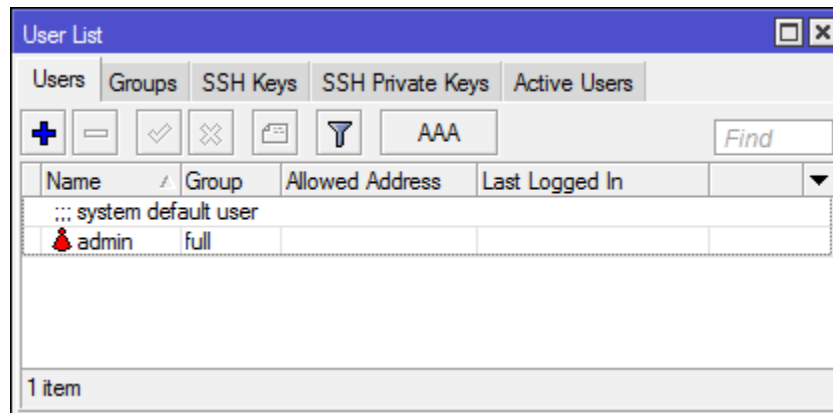 User List
Users Groups SSH Keys SSH Private Keys Active Users
AAA Find
Name Group Allowed Address Last Logged In
;;; system default user
admin full
1 item